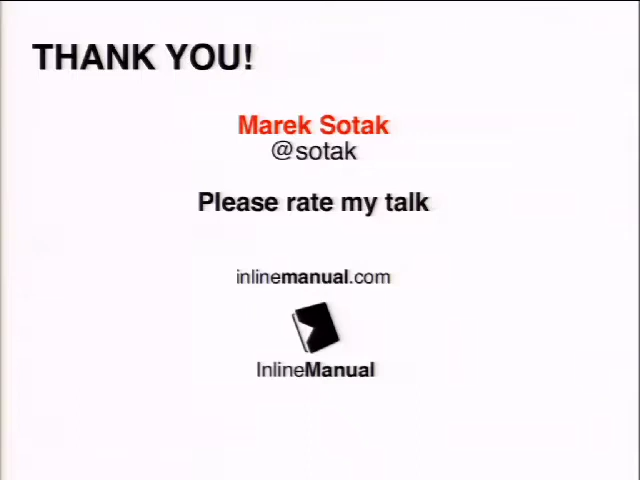 THANK YOU!
Marek Sotak
@sotak
Please rate my talk
inlinemanual.com
InlineManual